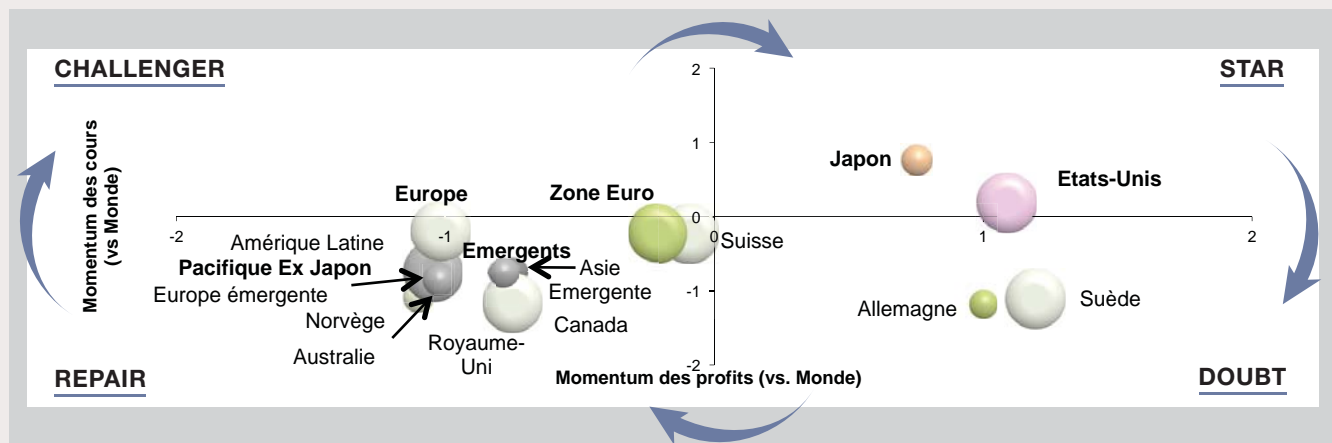 CHALLENGER
STAR
Momentum des cours
(vs Monde)
2
1
0
-1
-2
-2
-1
0
1
2
Japon
Etats-Unis
Europe
Zone Euro
Amérique Latine
Emergents
Suisse
Pacifique Ex Japon
Asie
Emergente
Europe émergente
Norvège
Canada
Allemagne
Suède
Australie
Royaume-
Uni
REPAIR
Momentum des profits (vs. Monde)
DOUBT